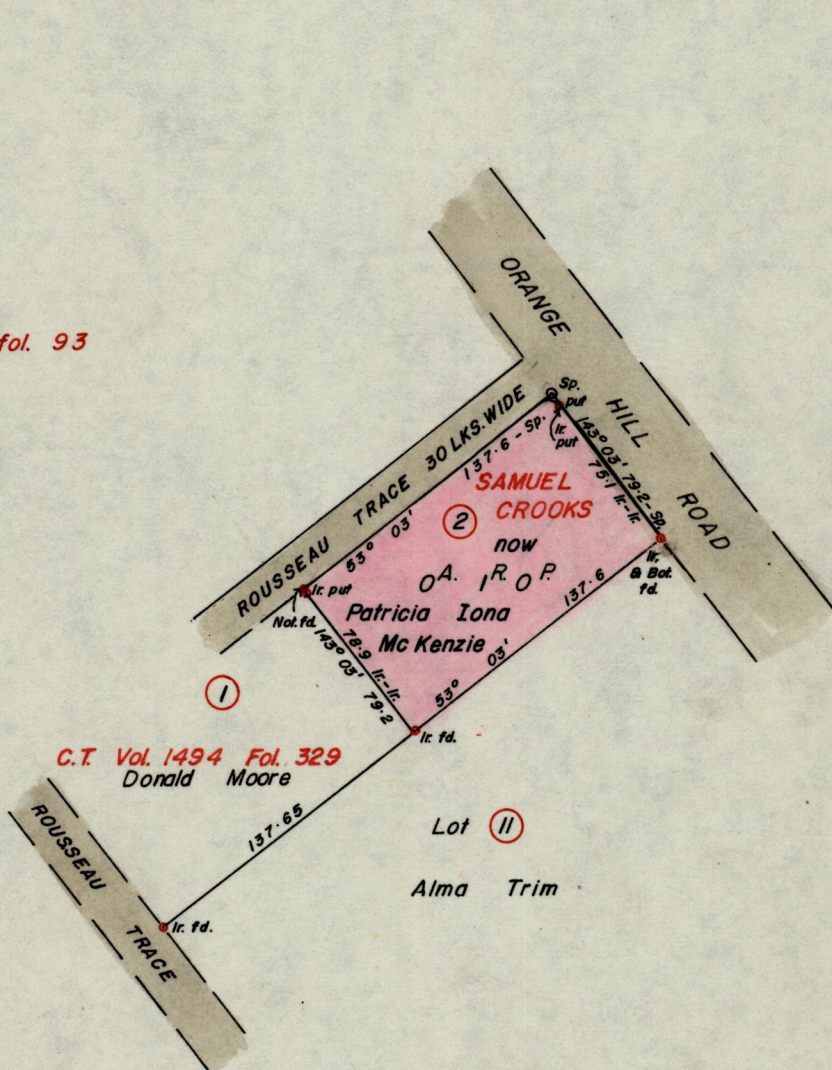 fol. 93
ORANGE HILL ROAD
ROUSSEAU TRACE 30 LKS. WIDE
Sp.
put
Ir.
put
137.6 - Sp.
53° 03'
143° 03' 79.2 - Sp.
75.1 Ir.-Ir.
SAMUEL
CROOKS
2
now
0A. 1R. 0P.
Patricia Iona
Mc Kenzie
Ir. put
Not. fd.
78.9 Ir.-Ir.
143° 03' 79.2
137.6
53° 03'
Ir,
& Bot.
fd.
Ir. fd.
1
C.T. Vol. 1494 Fol. 329
Donald Moore
137.65
Lot 11
Alma Trim
ROUSSEAU TRACE
Ir. fd.